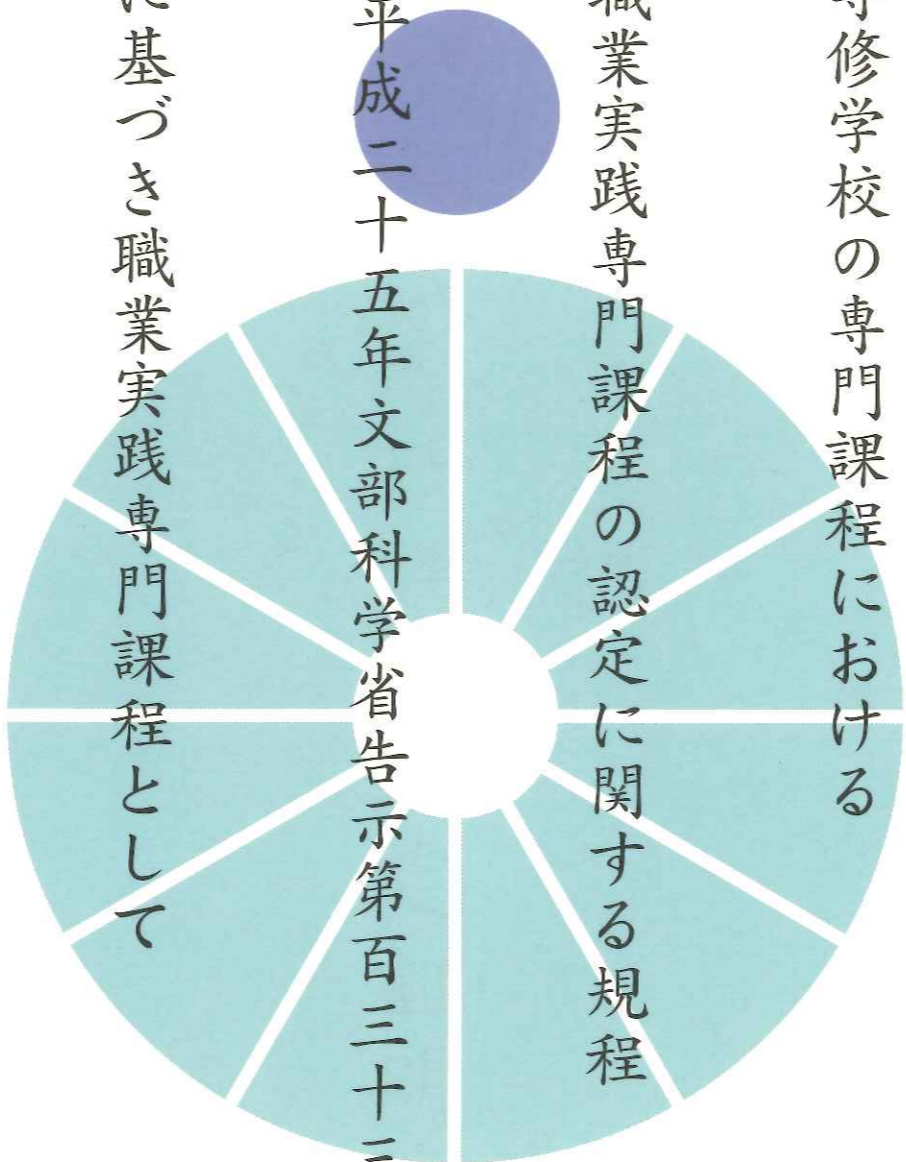 専修学校の専門課程における
職業実践専門課程の認定に関する規程
平成二十五年文部科学省告示第百三十
に基づき職業実践専門課程として